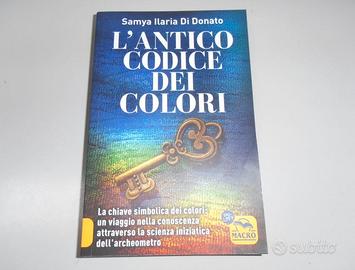 Samya Ilaria Di Donato
L'ANTICO
CODICE
DEI
COLORI
La chiave simbolica dei colori:
un viaggio nella conoscenza
attraverso la scienza iniziatica
dell'archeometro
MACRO
subito